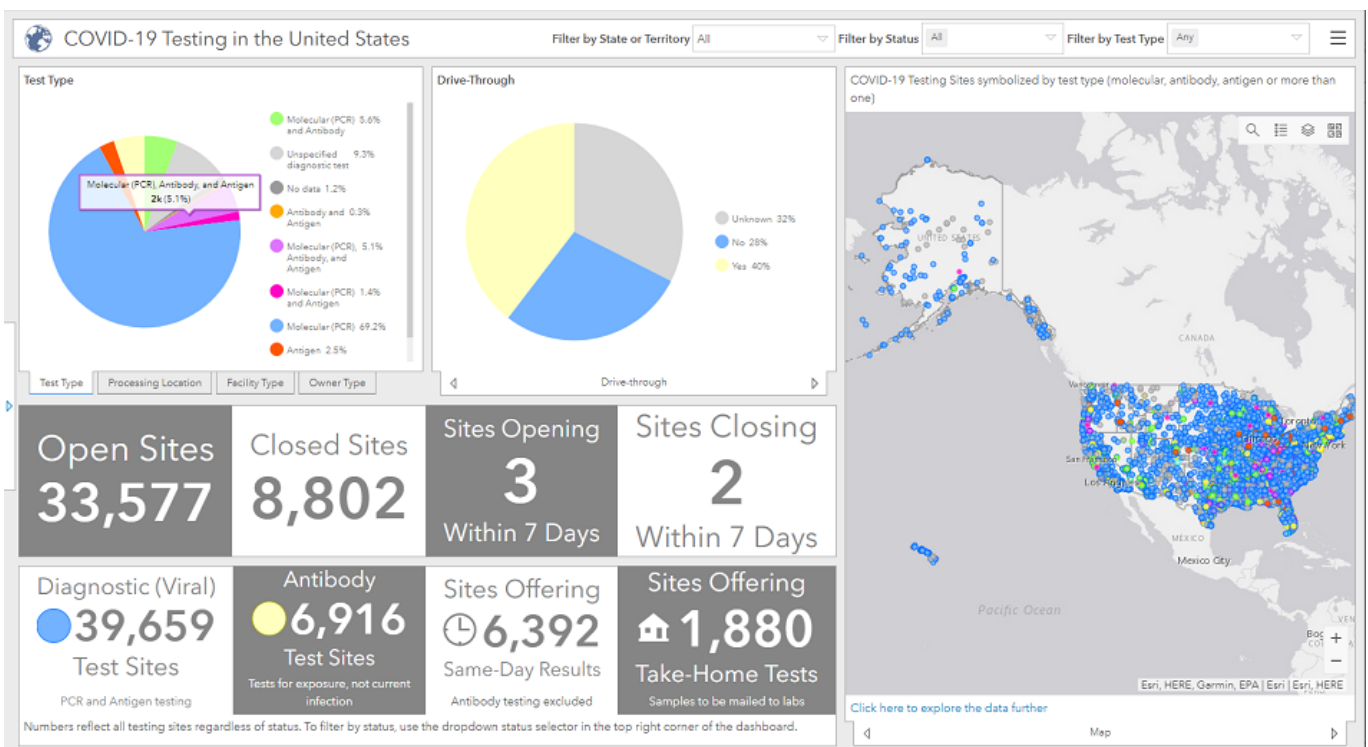 COVID-19 Testing in the United States
Filter by State or Territory All
Filter by Status All
Filter by Test Type Any
Test Type
Molecular (PCR) 5.6%
and Antibody
Unspecified 9.3%
diagnostic test
No data 1.2%
Antibody and 0.3%
Antigen
Molecular (PCR), 5.1%
Antibody, and
Antigen
Molecular (PCR) 1.4%
and Antigen
Molecular (PCR) 69.2%
Antigen 2.5%
Molecular (PCR), Antibody, and Antigen
2k (5.1%)
Test Type
Processing Location
Facility Type
Owner Type
Drive-Through
Unknown 32%
No 28%
Yes 40%
Drive-through
COVID-19 Testing Sites symbolized by test type (molecular, antibody, antigen or more than
one)
UNITED STATES
CANADA
Vancouver
Toronto
San Francisco
MÉXICO
Mexico City
Pacific Ocean
+
−
Esri, HERE, Garmin, EPA | Esri | Esri, HERE
Click here to explore the data further
Map
Open Sites
33,577
Closed Sites
8,802
Sites Opening
3
Within 7 Days
Sites Closing
2
Within 7 Days
Diagnostic (Viral)
39,659
Test Sites
PCR and Antigen testing
Antibody
6,916
Test Sites
Tests for exposure, not current
infection
Sites Offering
6,392
Same-Day Results
Antibody testing excluded
Sites Offering
1,880
Take-Home Tests
Samples to be mailed to labs
Numbers reflect all testing sites regardless of status. To filter by status, use the dropdown status selector in the top right corner of the dashboard.